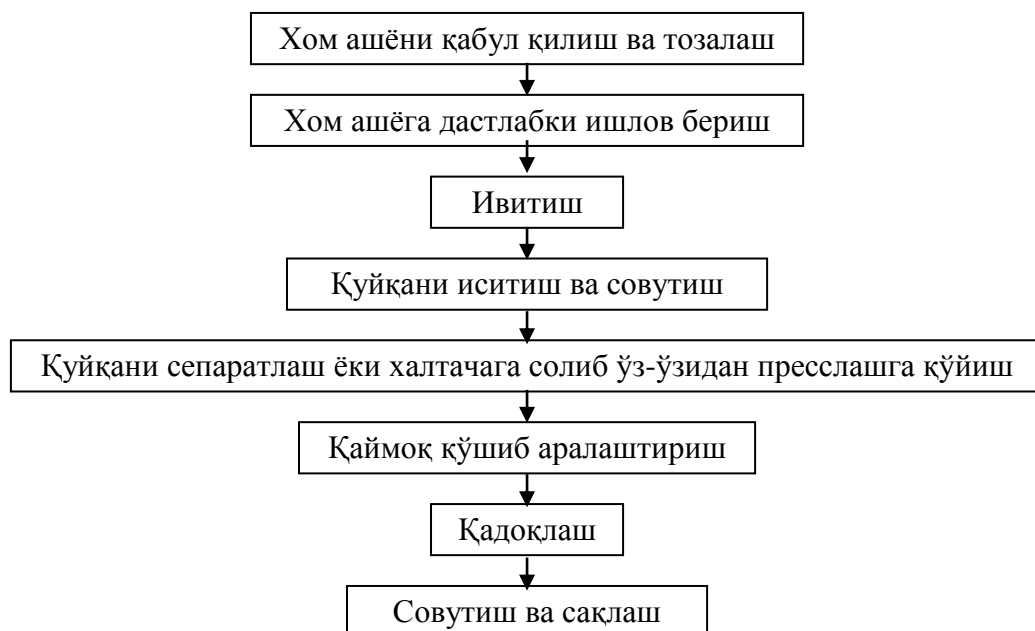 Хом ашёни қабул қилиш ва тозалаш
Хом ашёга дастлабки ишлов бериш
Ивитиш
Қуйқани иситиш ва совутиш
Қуйқани сепаратлаш ёки халтачага солиб ўз-ўзидан пресслашга қўйиш
Қаймоқ қўшиб аралаштириш
Қадоқлаш
Совутиш ва сақлаш